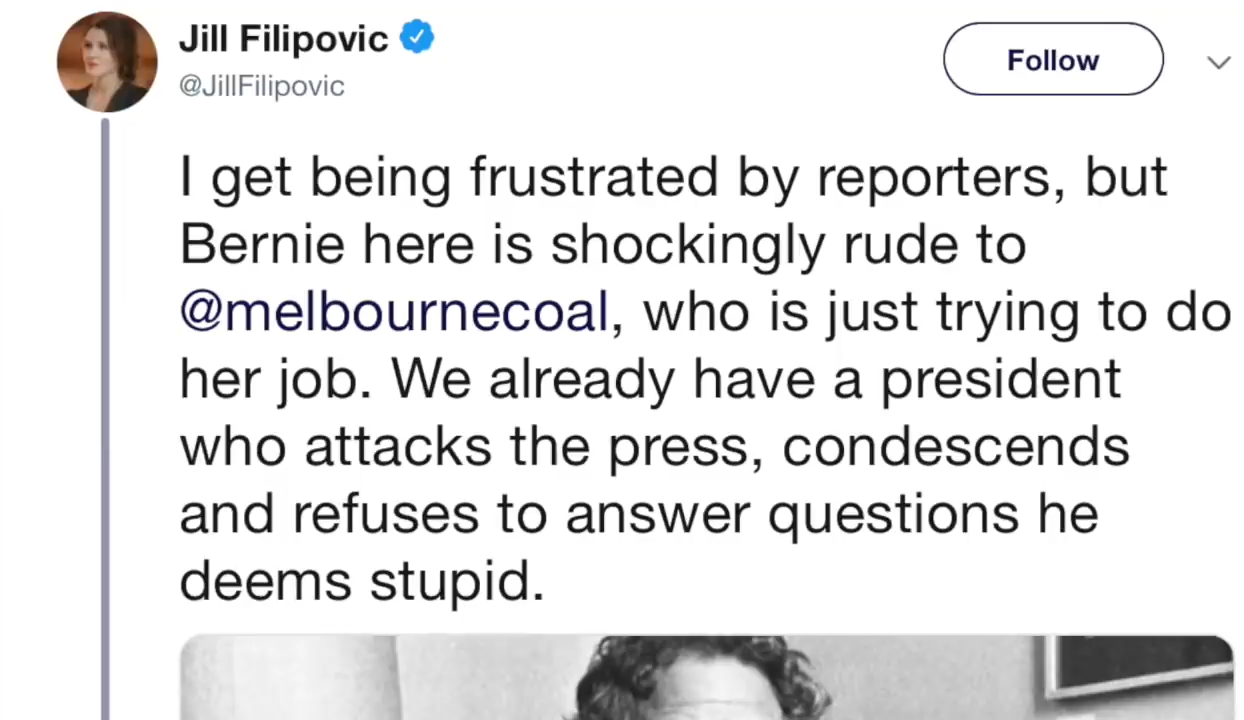 Jill Filipovic
@JillFilipovic
Follow
I get being frustrated by reporters, but
Bernie here is shockingly rude to
@melbournecoal, who is just trying to do
her job. We already have a president
who attacks the press, condescends
and refuses to answer questions he
deems stupid.